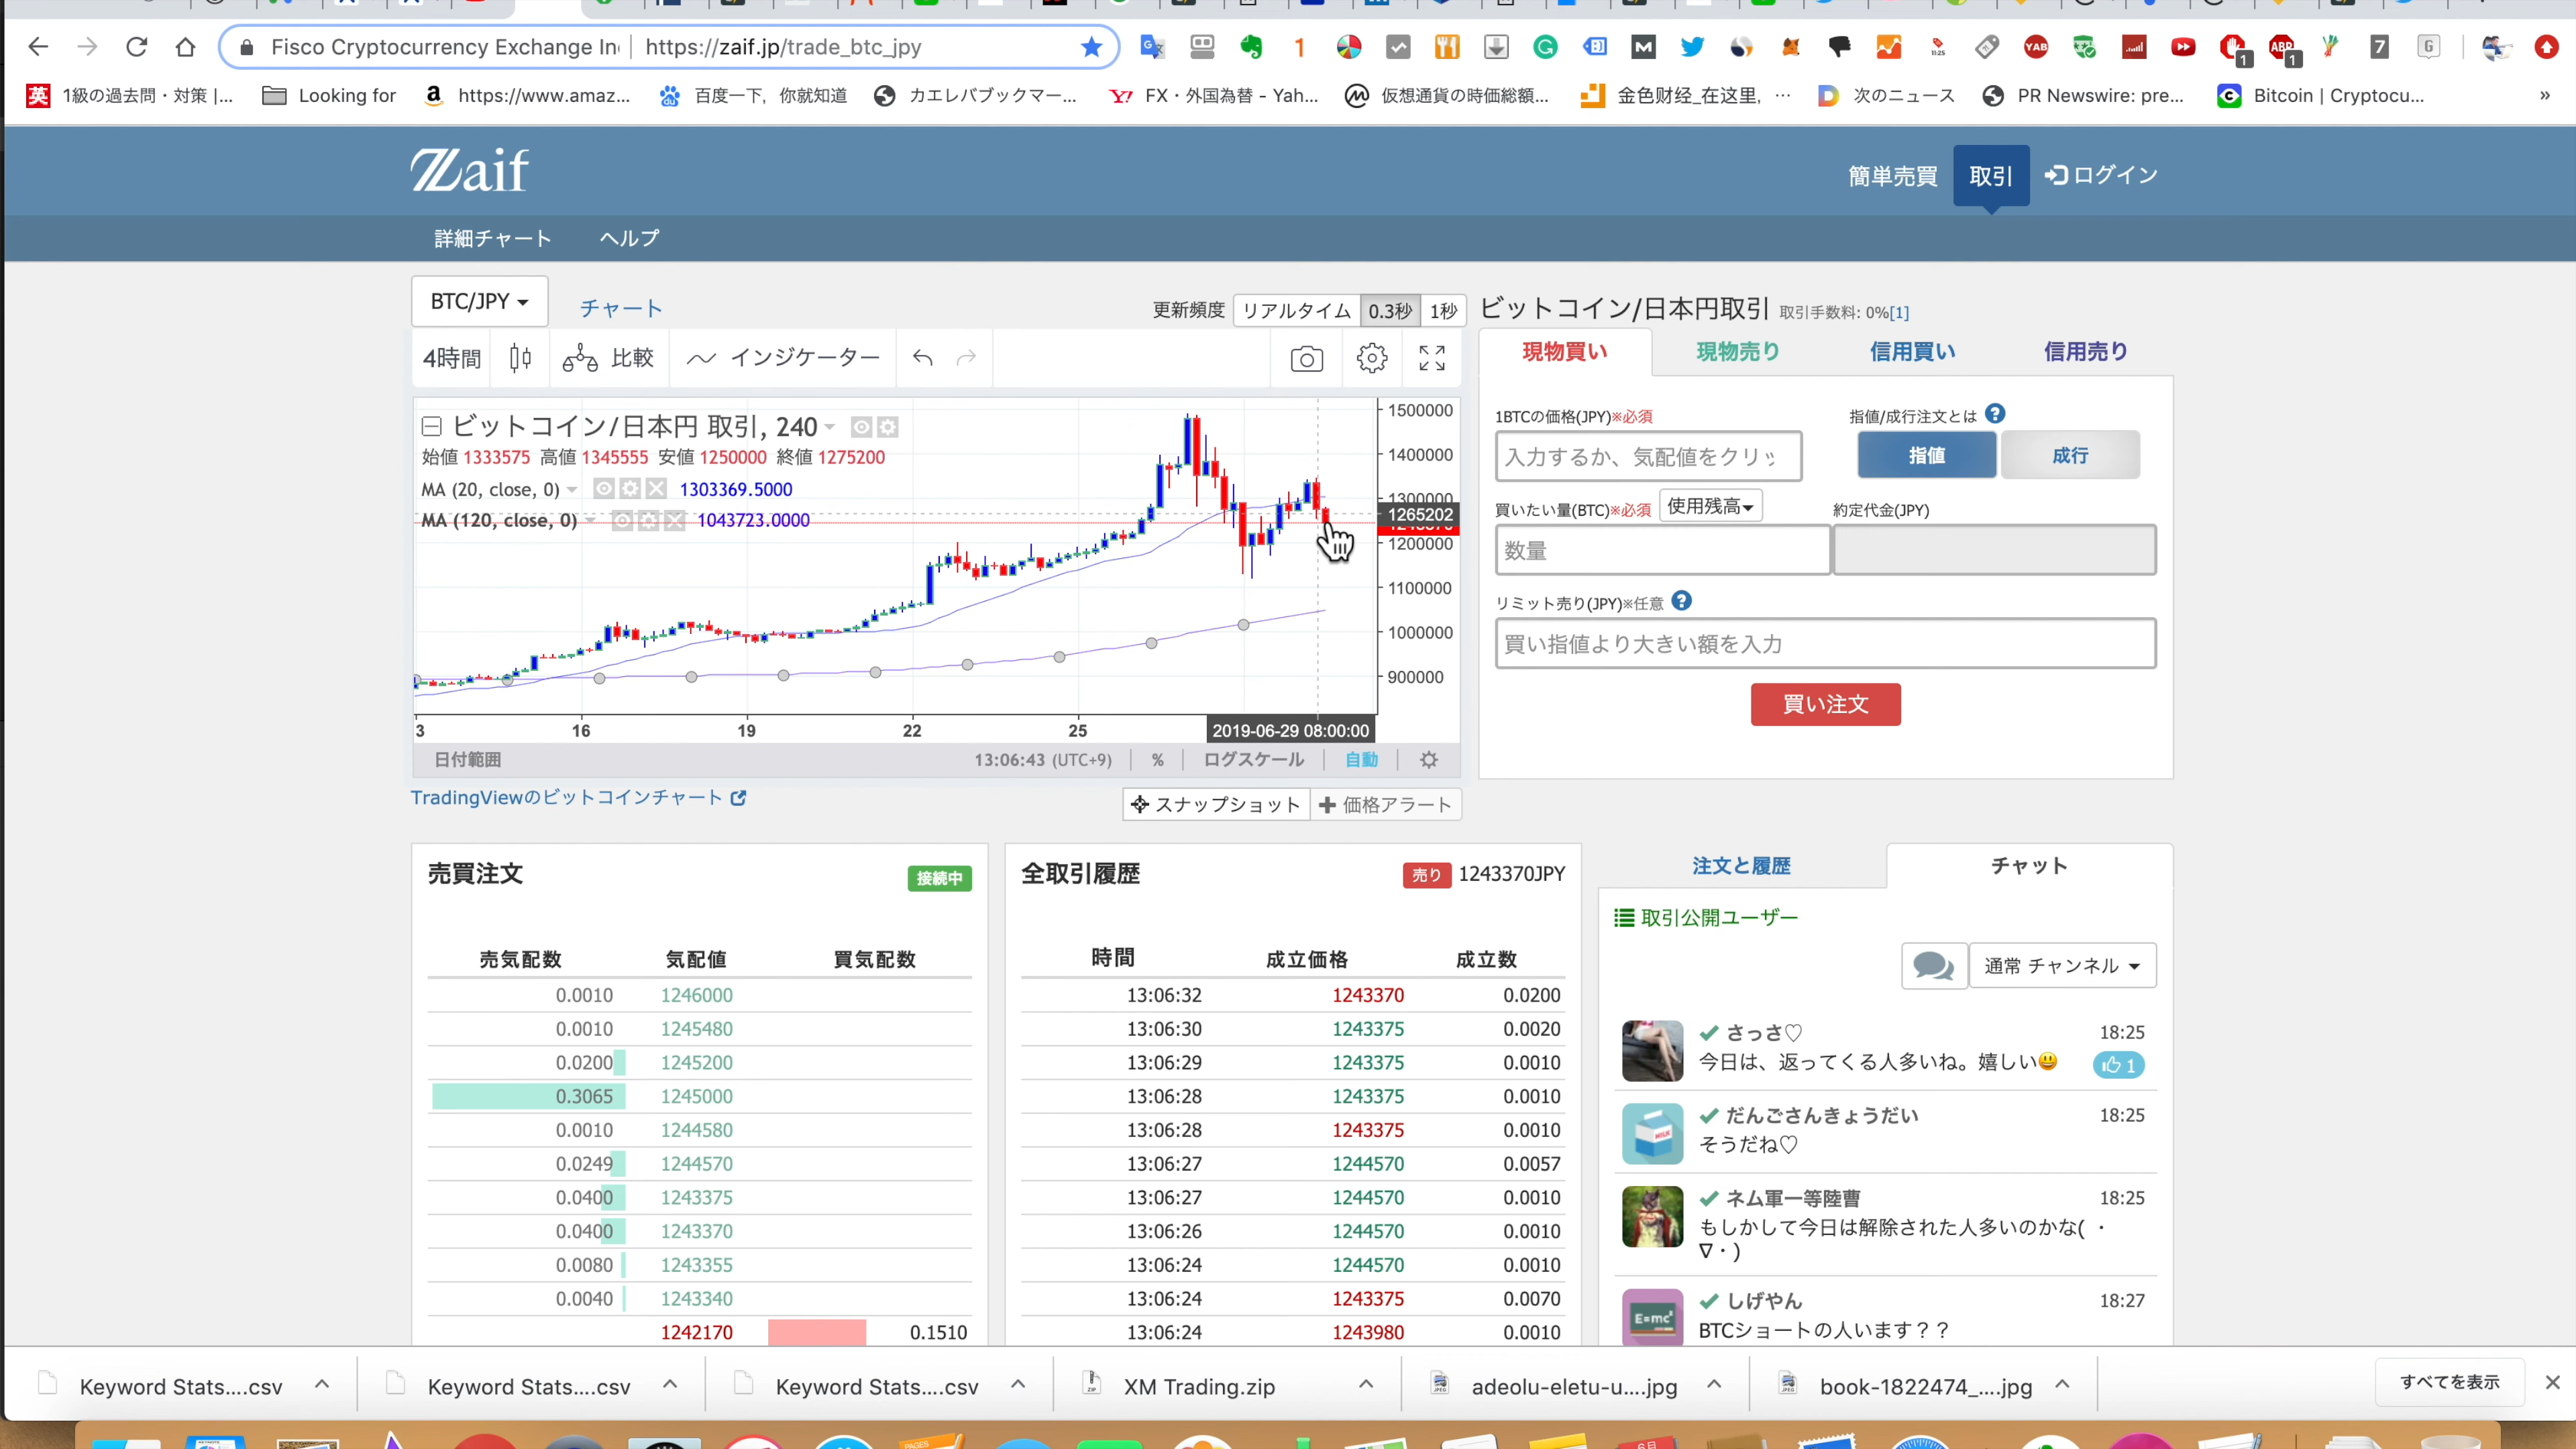 Fisco Cryptocurrency Exchange In https://zaif.jp/trade_btc_jpy
英 1級の過去問・対策 |... Looking for https://www.amaz... 百度一下，你就知道 カエレバブックマー... FX・外国為替 - Yah... 仮想通貨の時価総額... 金色财经_在这里, ... 次のニュース PR Newswire: pre... Bitcoin | Cryptocu... »
Zaif
簡単売買 取引 ログイン
詳細チャート ヘルプ
BTC/JPY チャート 更新頻度 リアルタイム 0.3秒 1秒
4時間 比較 インジケーター
ビットコイン/日本円 取引, 240
始値 1333575 高値 1345555 安値 1250000 終値 1275200
MA (20, close, 0) 1303369.5000
MA (120, close, 0) 1043723.0000
1500000
1400000
1300000
1265202
1200000
1100000
1000000
900000
3 16 19 22 25 2019-06-29 08:00:00
日付範囲 13:06:43 (UTC+9) % ログスケール 自動
TradingViewのビットコインチャート スナップショット 価格アラート
ビットコイン/日本円取引 取引手数料: 0%[1]
現物買い 現物売り 信用買い 信用売り
1BTCの価格(JPY)※必須 指値/成行注文とは ?
入力するか、気配値をクリッ 指値 成行
買いたい量(BTC)※必須 使用残高 約定代金(JPY)
数量
リミット売り(JPY)※任意 ?
買い指値より大きい額を入力
買い注文
売買注文 接続中
売気配数 気配値 買気配数
0.0010 1246000
0.0010 1245480
0.0200 1245200
0.3065 1245000
0.0010 1244580
0.0249 1244570
0.0400 1243375
0.0400 1243370
0.0080 1243355
0.0040 1243340
1242170 0.1510
全取引履歴 売り 1243370JPY
時間 成立価格 成立数
13:06:32 1243370 0.0200
13:06:30 1243375 0.0020
13:06:29 1243375 0.0010
13:06:28 1243375 0.0010
13:06:28 1243375 0.0010
13:06:27 1244570 0.0057
13:06:27 1244570 0.0010
13:06:26 1244570 0.0010
13:06:24 1244570 0.0010
13:06:24 1243375 0.0070
13:06:24 1243980 0.0010
注文と履歴 チャット
取引公開ユーザー
通常 チャンネル
さっさ♡ 18:25
今日は、返ってくる人多いね。嬉しい😃 1
だんごさんきょうだい 18:25
そうだね♡
MILK
ネム軍一等陸曹 18:25
もしかして今日は解除された人多いのかな( ・
∇・)
しげやん 18:27
E=mc²
BTCショートの人います？？
Keyword Stats....csv Keyword Stats....csv Keyword Stats....csv XM Trading.zip adeolu-eletu-u....jpg book-1822474_....jpg すべてを表示
PAGES
6月